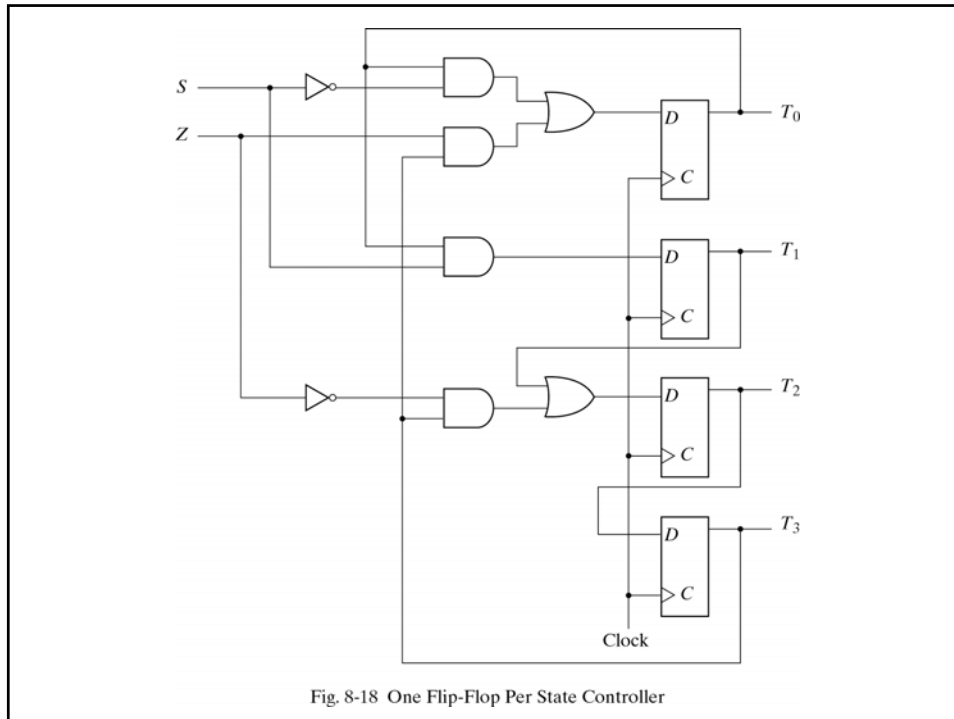 S
Z
D
C
T0
D
C
T1
D
C
T2
D
C
T3
Clock
Fig. 8-18 One Flip-Flop Per State Controller